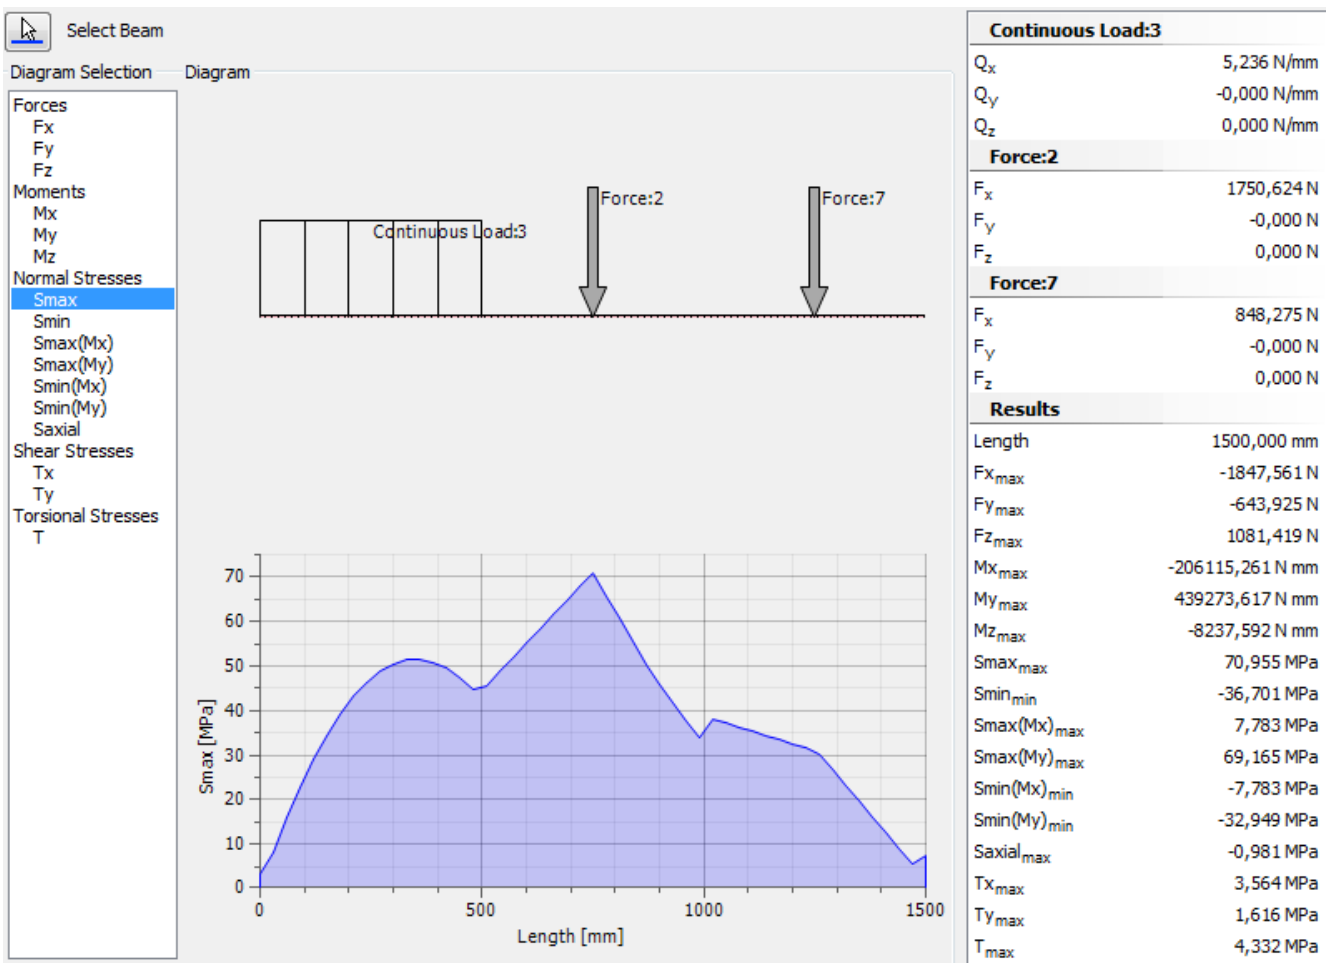 Select Beam
Diagram Selection
Forces
Fx
Fy
Fz
Moments
Mx
My
Mz
Normal Stresses
Smax
Smin
Smax(Mx)
Smax(My)
Smin(Mx)
Smin(My)
Saxial
Shear Stresses
Tx
Ty
Torsional Stresses
T
Diagram
Continuous Load:3
Force:2
Force:7
Smax [MPa]
70
60
50
40
30
20
10
0
0 500 1000 1500
Length [mm]
Continuous Load:3
Qx 5,236 N/mm
Qy -0,000 N/mm
Qz 0,000 N/mm
Force:2
Fx 1750,624 N
Fy -0,000 N
Fz 0,000 N
Force:7
Fx 848,275 N
Fy -0,000 N
Fz 0,000 N
Results
Length 1500,000 mm
Fxmax -1847,561 N
Fymax -643,925 N
Fzmax 1081,419 N
Mxmax -206115,261 N mm
Mymax 439273,617 N mm
Mzmax -8237,592 N mm
Smaxmax 70,955 MPa
Sminmin -36,701 MPa
Smax(Mx)max 7,783 MPa
Smax(My)max 69,165 MPa
Smin(Mx)min -7,783 MPa
Smin(My)min -32,949 MPa
Saxialmax -0,981 MPa
Txmax 3,564 MPa
Tymax 1,616 MPa
Tmax 4,332 MPa